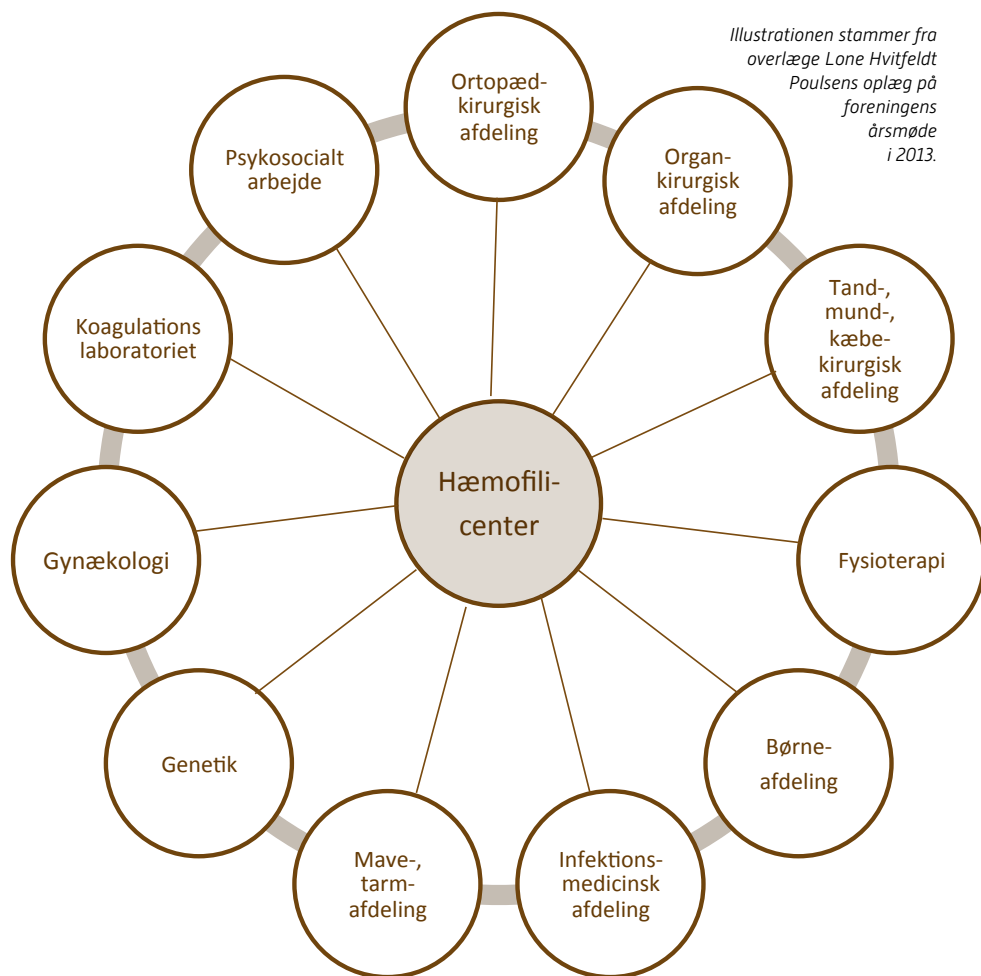 Illustrationen stammer fra
overlæge Lone Hvitfeldt
Poulsens oplæg på
foreningens
årsmøde
i 2013.
Ortopæd-
kirurgisk
afdeling
Organ-
kirurgisk
afdeling
Tand-,
mund-,
kæbe-
kirurgisk
afdeling
Fysioterapi
Børne-
afdeling
Infektions-
medicinsk
afdeling
Mave-,
tarm-
afdeling
Genetik
Gynækologi
Koagulations
laboratoriet
Psykosocialt
arbejde
Hæmofili-
center